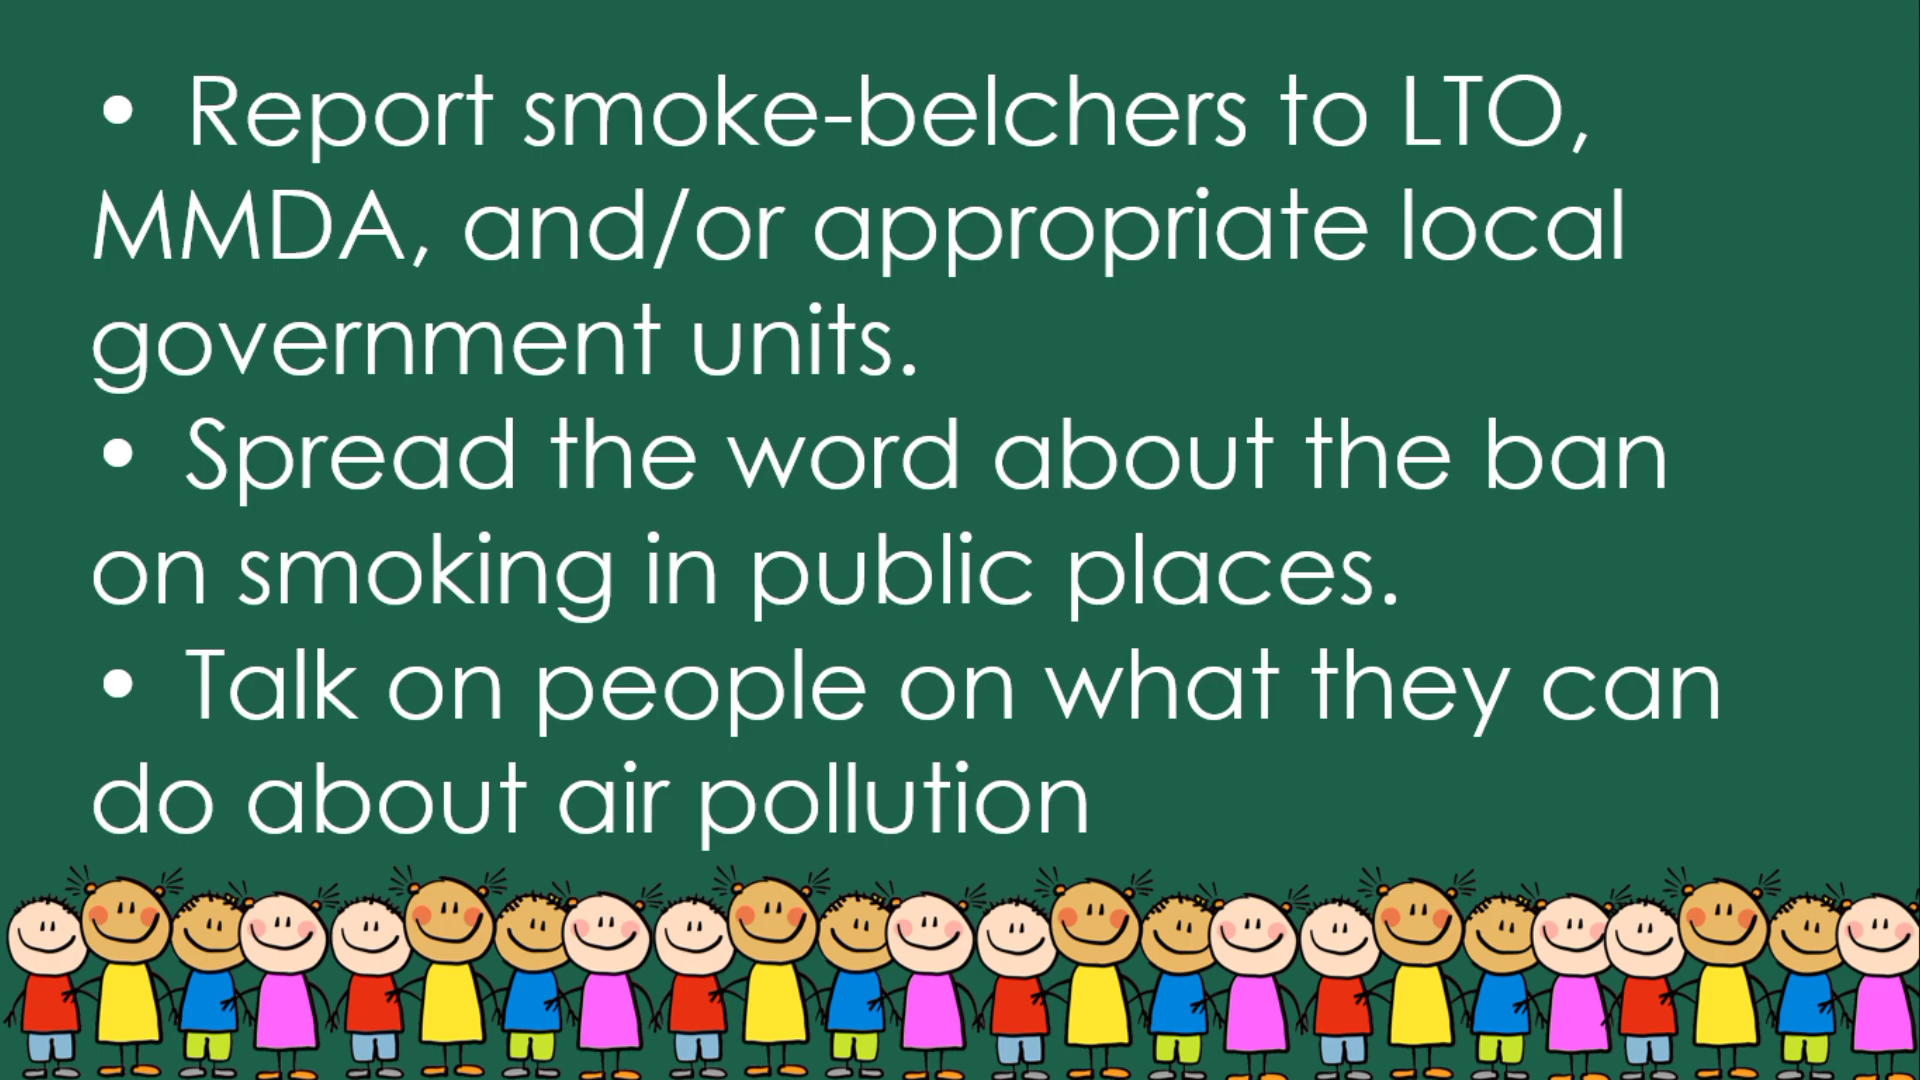 • Report smoke-belchers to LTO,
MMDA, and/or appropriate local
government units.
• Spread the word about the ban
on smoking in public places.
• Talk on people on what they can
do about air pollution